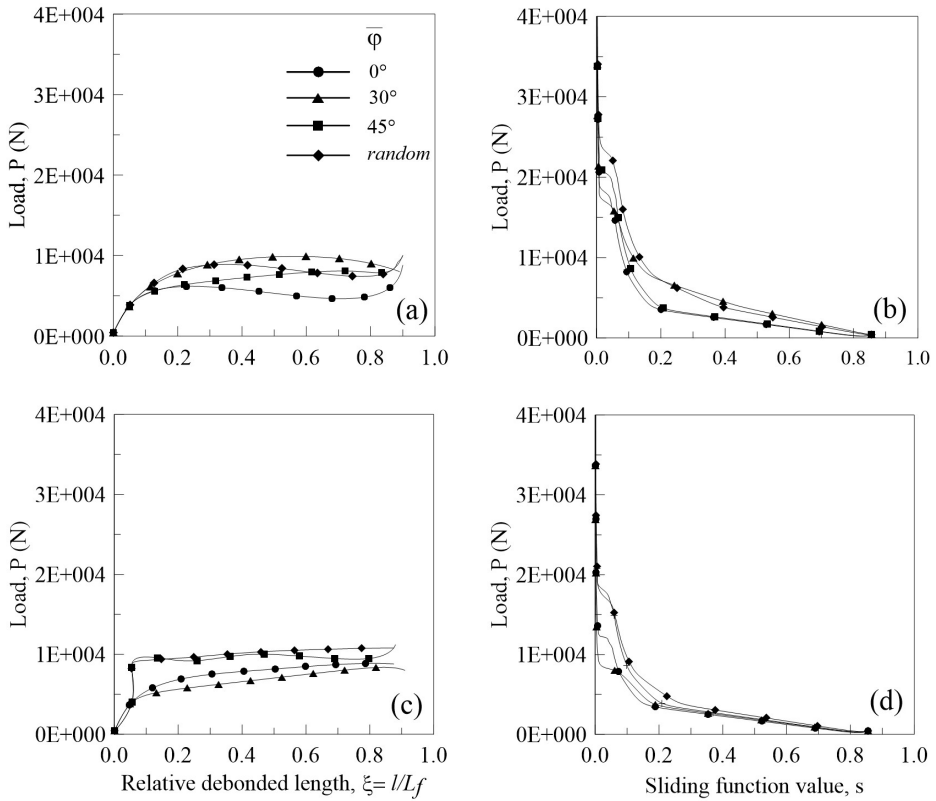 4E+004
3E+004
2E+004
1E+004
0E+000
Load, P (N)
φ
0°
30°
45°
random
(a)
0.0 0.2 0.4 0.6 0.8 1.0
4E+004
3E+004
2E+004
1E+004
0E+000
Load, P (N)
(b)
0.0 0.2 0.4 0.6 0.8 1.0
4E+004
3E+004
2E+004
1E+004
0E+000
Load, P (N)
(c)
0.0 0.2 0.4 0.6 0.8 1.0
Relative debonded length, ξ= l/Lf
4E+004
3E+004
2E+004
1E+004
0E+000
Load, P (N)
(d)
0.0 0.2 0.4 0.6 0.8 1.0
Sliding function value, s